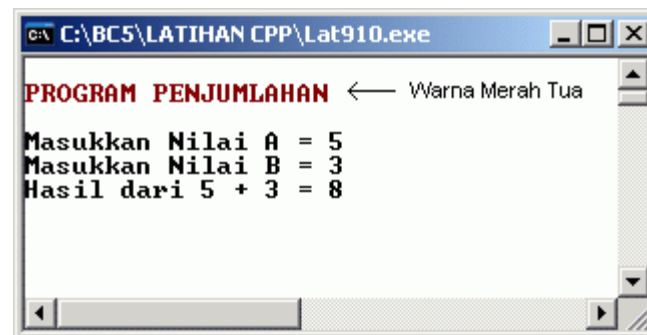 C:\BC5\LATIHAN CPP\Lat910.exe
PROGRAM PENJUMLAHAN ← Warna Merah Tua
Masukkan Nilai A = 5
Masukkan Nilai B = 3
Hasil dari 5 + 3 = 8